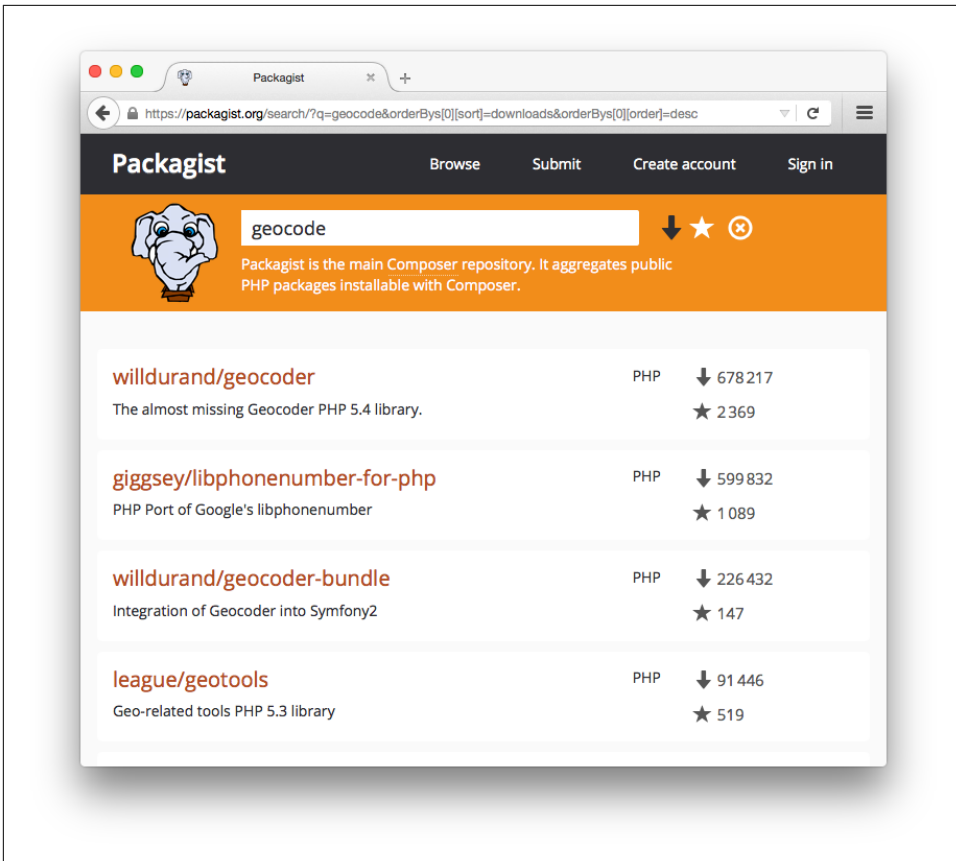 Packagist
https://packagist.org/search/?q=geocode&orderBys[0][sort]=downloads&orderBys[0][order]=desc
Packagist Browse Submit Create account Sign in
geocode
Packagist is the main Composer repository. It aggregates public
PHP packages installable with Composer.
willdurand/geocoder PHP 678 217
The almost missing Geocoder PHP 5.4 library. 2 369
giggsey/libphonenumber-for-php PHP 599 832
PHP Port of Google's libphonenumber 1 089
willdurand/geocoder-bundle PHP 226 432
Integration of Geocoder into Symfony2 147
league/geotools PHP 91 446
Geo-related tools PHP 5.3 library 519